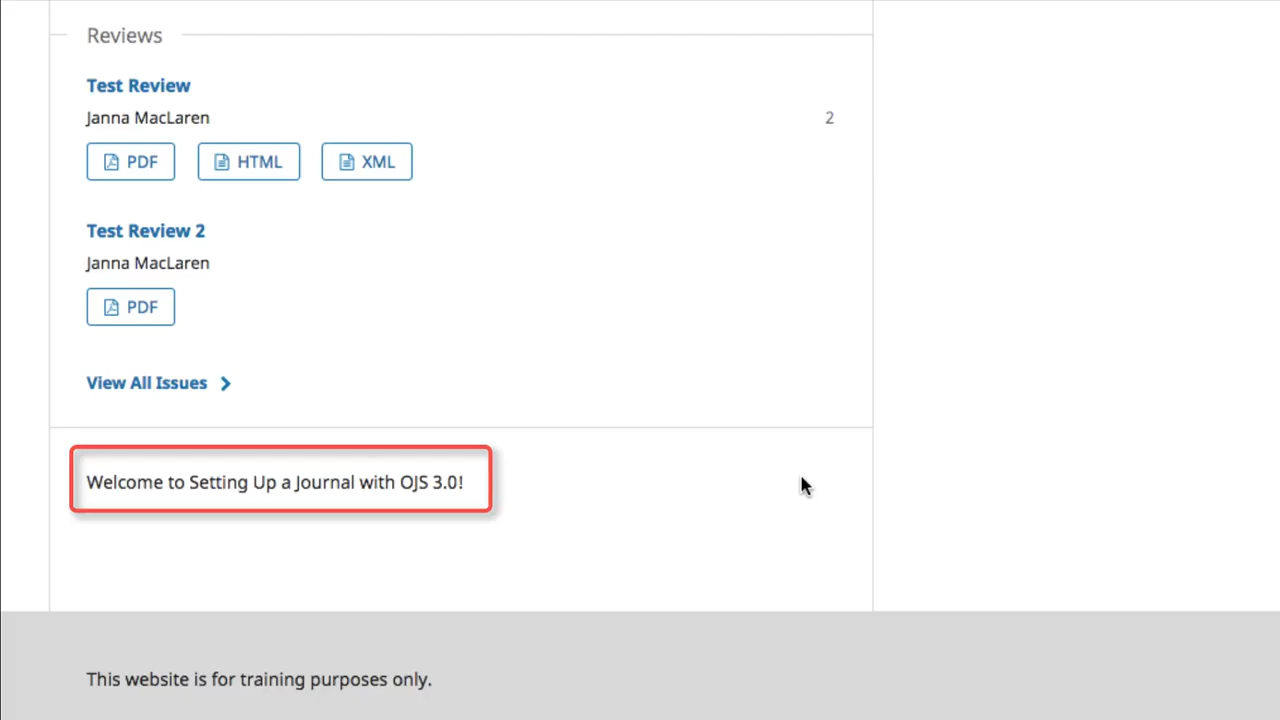 Reviews
Test Review
Janna MacLaren 2
PDF HTML XML
Test Review 2
Janna MacLaren
PDF
View All Issues
Welcome to Setting Up a Journal with OJS 3.0!
This website is for training purposes only.